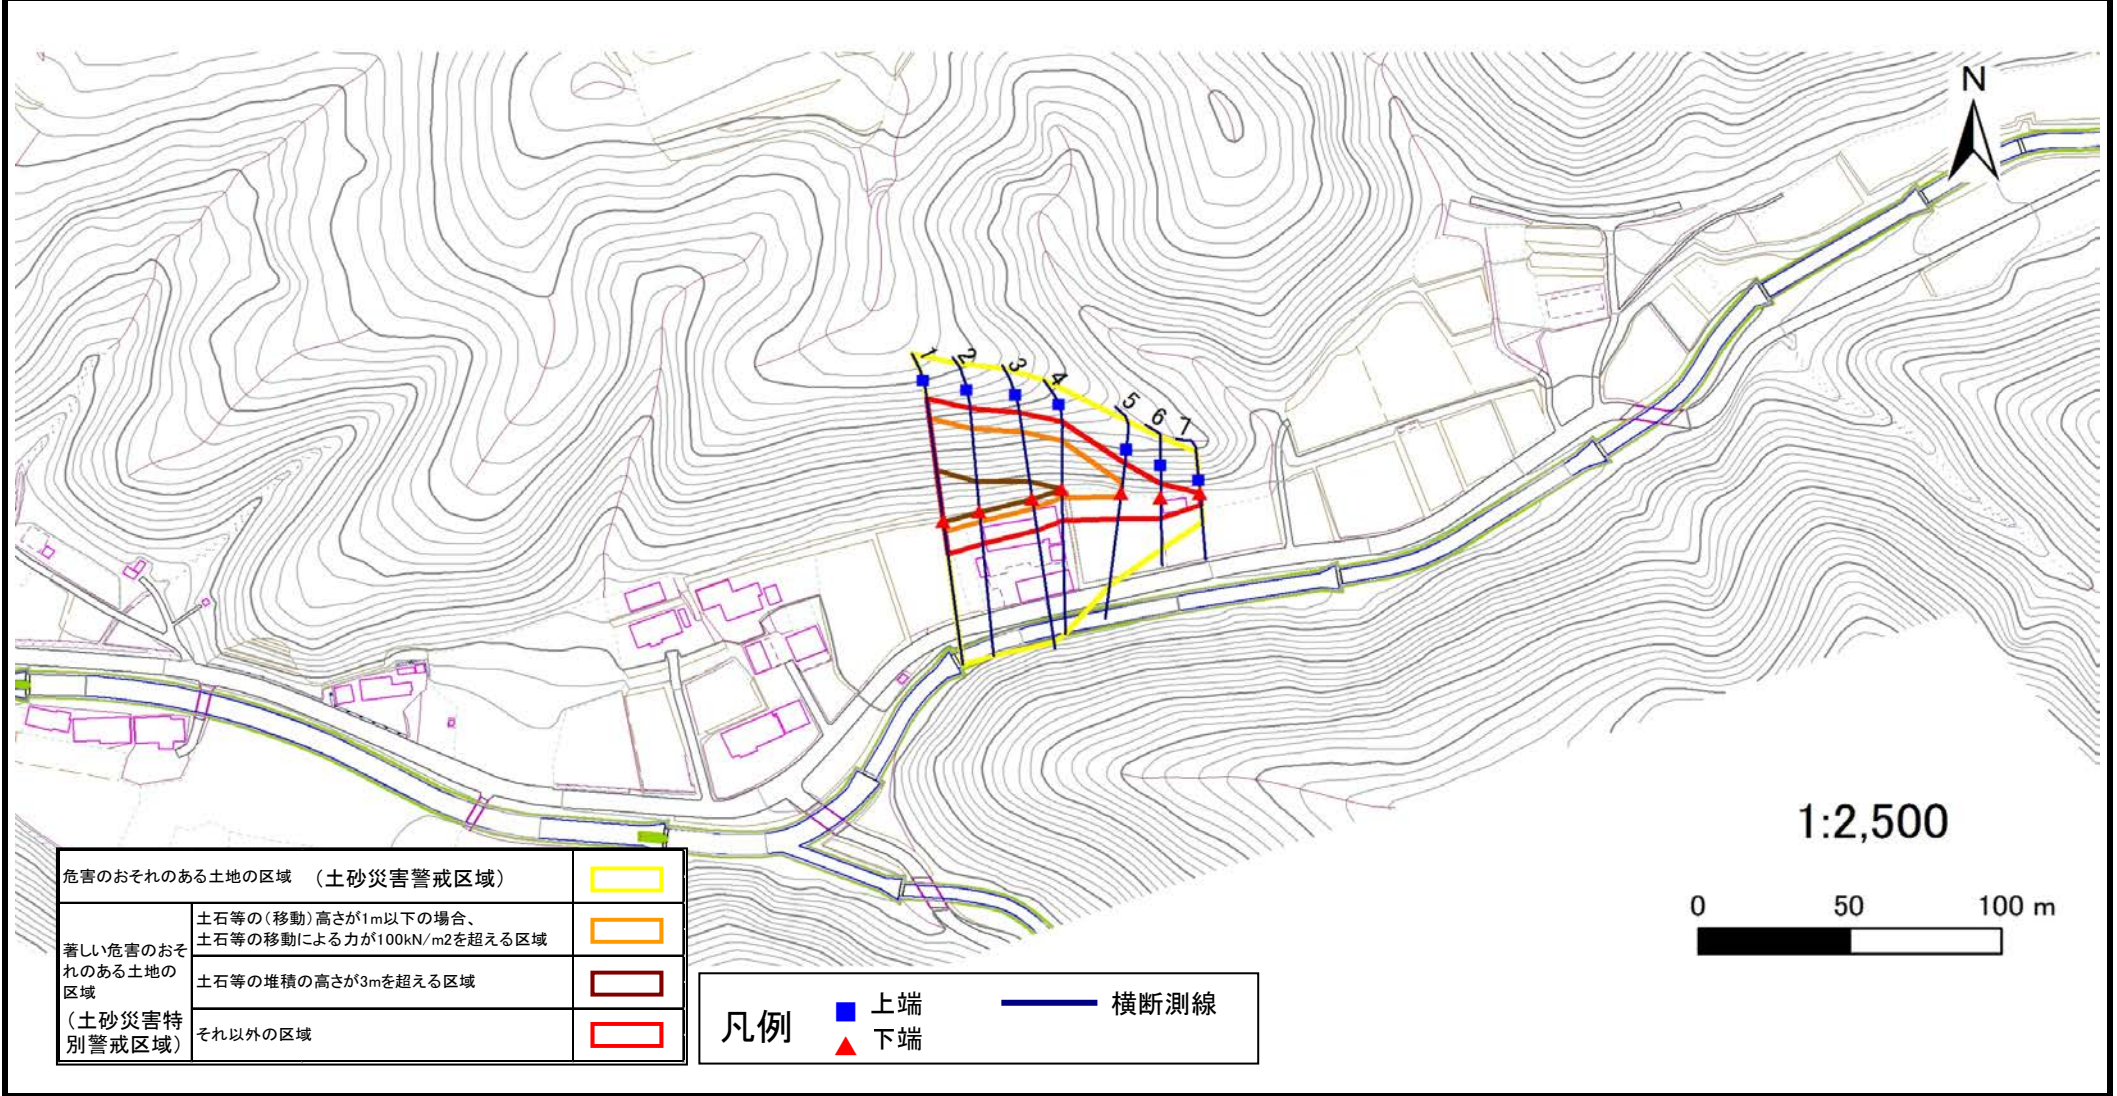 N
1
2
3
4
5
6
7
1:2,500
0 50 100 m
危害のおそれのある土地の区域 （土砂災害警戒区域）
著しい危害のおそ
れのある土地の
区域
（土砂災害特
別警戒区域）
土石等の（移動）高さが1m以下の場合、
土石等の移動による力が100kN/m2を超える区域
土石等の堆積の高さが3mを超える区域
それ以外の区域
凡例
上端
下端
横断測線